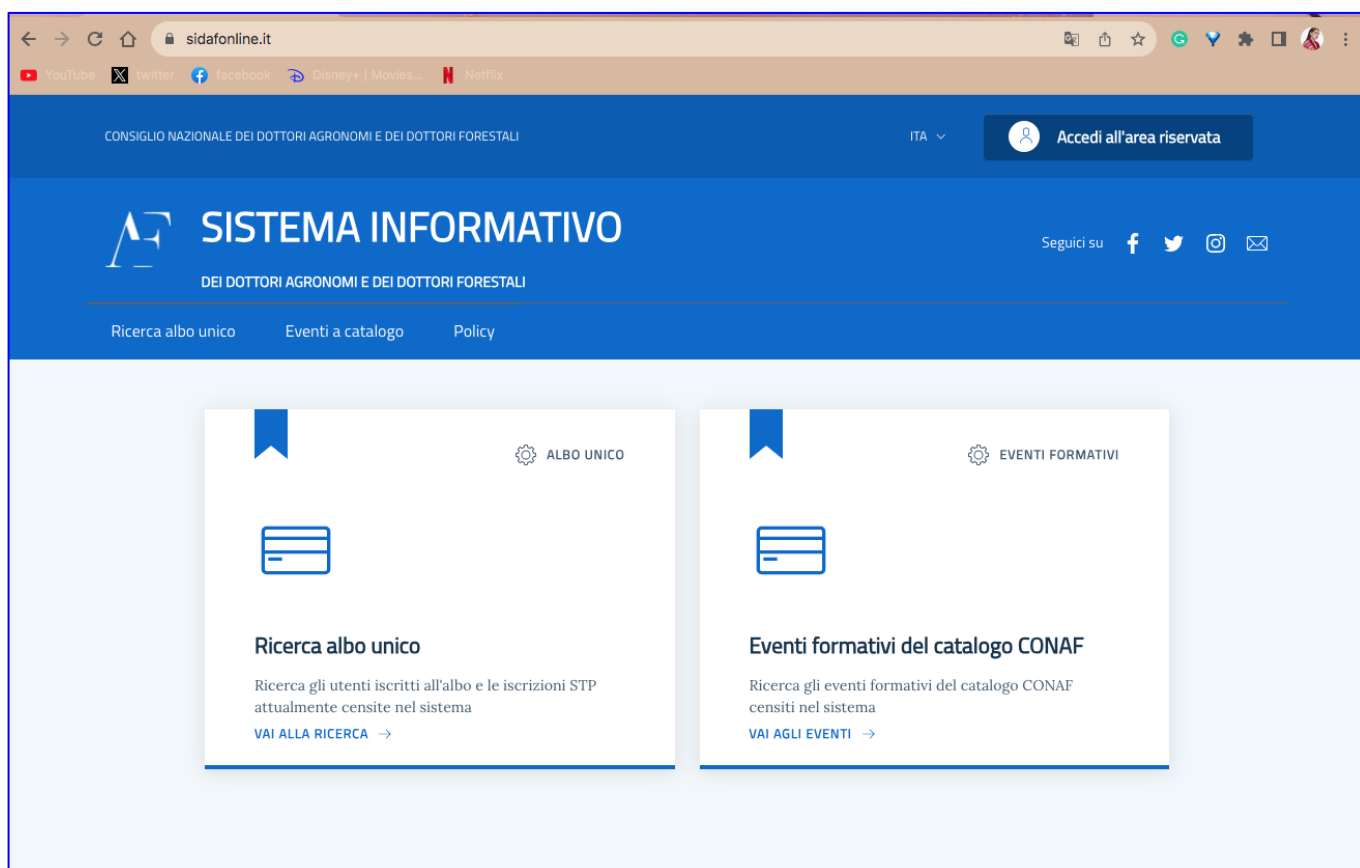 sidafonline.it
YouTube twitter facebook Disney+ | Movies... Netflix
CONSIGLIO NAZIONALE DEI DOTTORI AGRONOMI E DEI DOTTORI FORESTALI
ITA
Accedi all'area riservata
AF
SISTEMA INFORMATIVO
DEI DOTTORI AGRONOMI E DEI DOTTORI FORESTALI
Seguici su
Ricerca albo unico Eventi a catalogo Policy
ALBO UNICO
Ricerca albo unico
Ricerca gli utenti iscritti all'albo e le iscrizioni STP
attualmente censite nel sistema
VAI ALLA RICERCA →
EVENTI FORMATIVI
Eventi formativi del catalogo CONAF
Ricerca gli eventi formativi del catalogo CONAF
censiti nel sistema
VAI AGLI EVENTI →